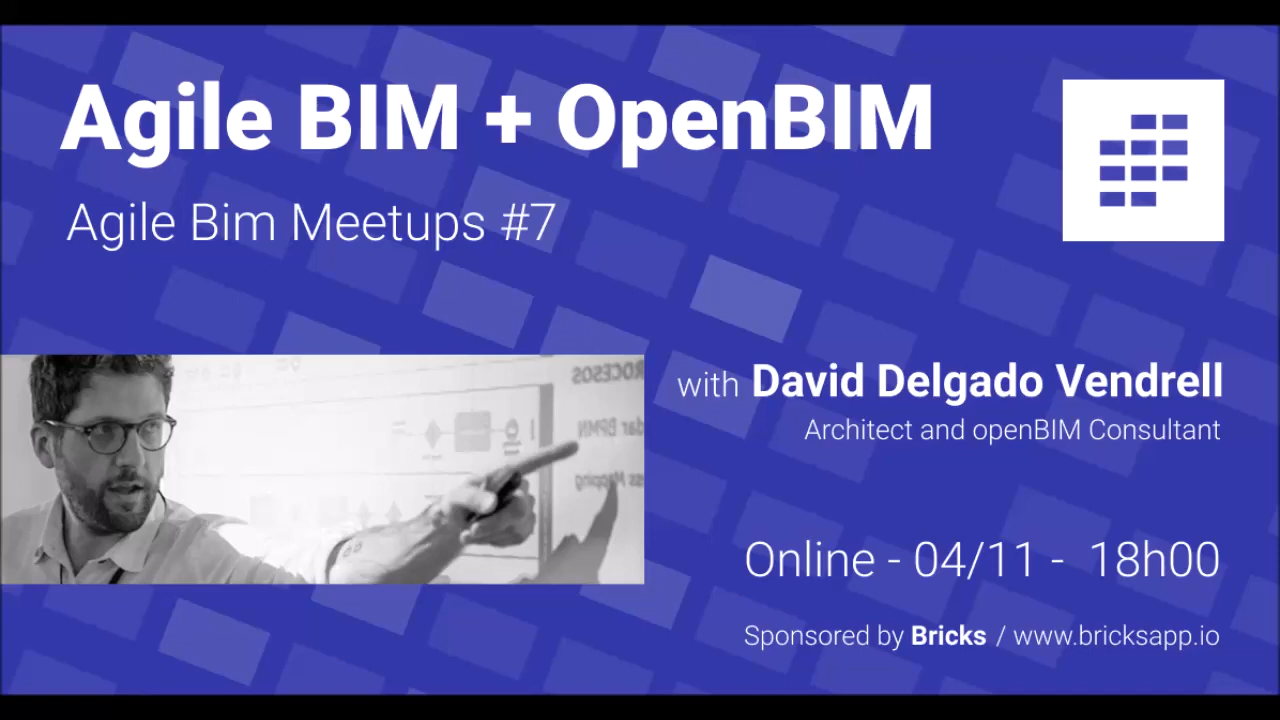 Agile BIM + OpenBIM
Agile Bim Meetups #7
with David Delgado Vendrell
Architect and openBIM Consultant
Online - 04/11 - 18h00
Sponsored by Bricks / www.bricksapp.io